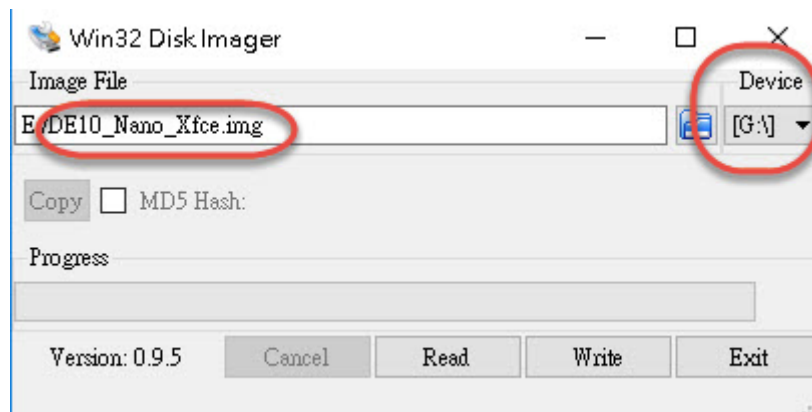 Win32 Disk Imager
Image File
Device
E:/DE10_Nano_Xfce.img
[G:\]
Copy
MD5 Hash:
Progress
Version: 0.9.5
Cancel
Read
Write
Exit